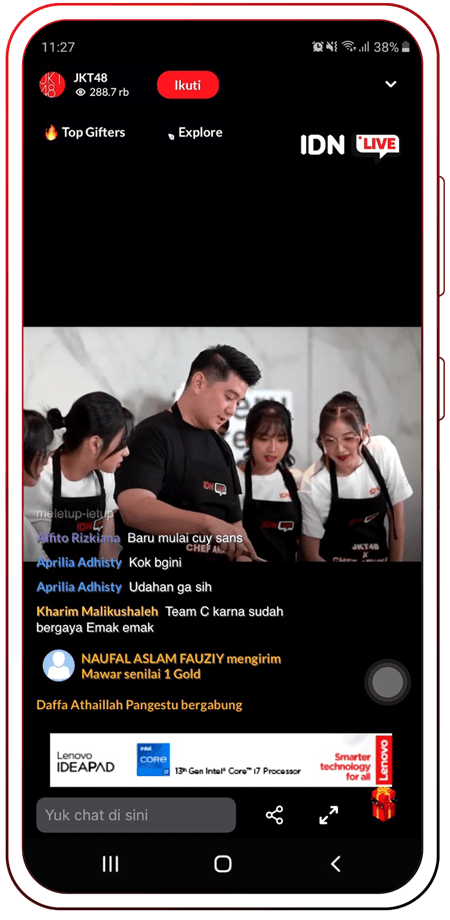 11:27
38%
JKT48
288.7 rb
Ikuti
Top Gifters
Explore
IDN LIVE
meletup-letup
Alfito Rizkiana Baru mulai cuy sans
Aprilia Adhisty Kok bgini
Aprilia Adhisty Udahan ga sih
Kharim Malikushaleh Team C karna sudah
bergaya Emak emak
NAUFAL ASLAM FAUZIY mengirim
Mawar senilai 1 Gold
Daffa Athaillah Pangestu bergabung
IDN
IDN
CHEF
JKT48
X
Lenovo
IDEAPAD
intel
CORE
i7
13th Gen Intel® Core™ i7 Processor
Smarter
technology
for all
Lenovo
Yuk chat di sini